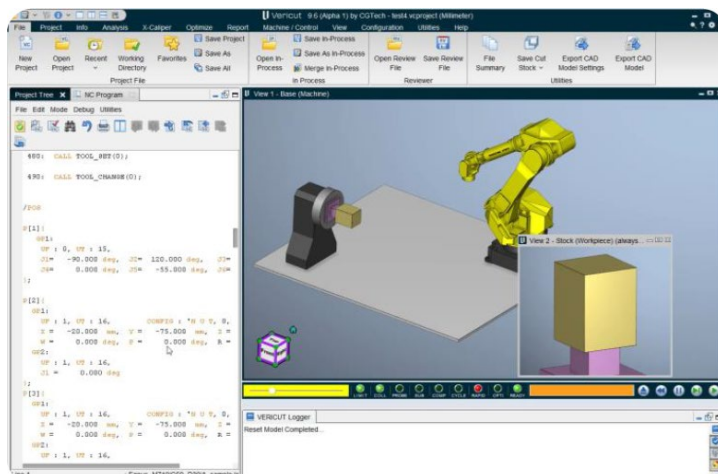 Vericut 9.6 (Alpha 1) by CGTech - test4.vcproject (Millimeter)
File Project Info Analysis X-Caliper Optimize Report Machine / Control View Configuration Utilities Help
New Project
Open Project
Recent
Working Directory
Favorites
Save Project
Save As
Save All
Project File
Open In-Process
Save In-Process
Save As In-Process
Merge In-Process
In Process
Open Review File
Save Review File
Reviewer
File Summary
Save Cut Stock
Export CAD Model Settings
Export CAD Model
Utilities
Project Tree X NC Program
File Edit Mode Debug Utilities
48: CALL TOOL_SET(0);
49: CALL TOOL_CHANGE(0);
/POS
P[1]{
GP1:
UF : 0, UT : 15,
J1= -90.000 deg, J2= 120.000 deg, J3=
J4= 0.000 deg, J5= -55.000 deg, J6=
};
P[2]{
GP1:
UF : 1, UT : 16, CONFIG : 'N U T, 0,
X = -20.000 mm, Y = -75.000 mm, Z =
W = 0.000 deg, P = 0.000 deg, R =
GP2:
UF : 1, UT : 16,
J1 = 0.000 deg
};
P[3]{
GP1:
UF : 1, UT : 16, CONFIG : 'N U T, 0,
X = -20.000 mm, Y = -75.000 mm, Z =
W = 0.000 deg, P = 0.000 deg, R =
GP2:
UF : 1, UT : 16,
View 1 - Base (Machine)
View 2 - Stock (Workpiece) (always...
LIMIT COLL PROBE SUB COMP CYCLE RAPID OPTI READY
VERICUT Logger
Reset Model Completed...